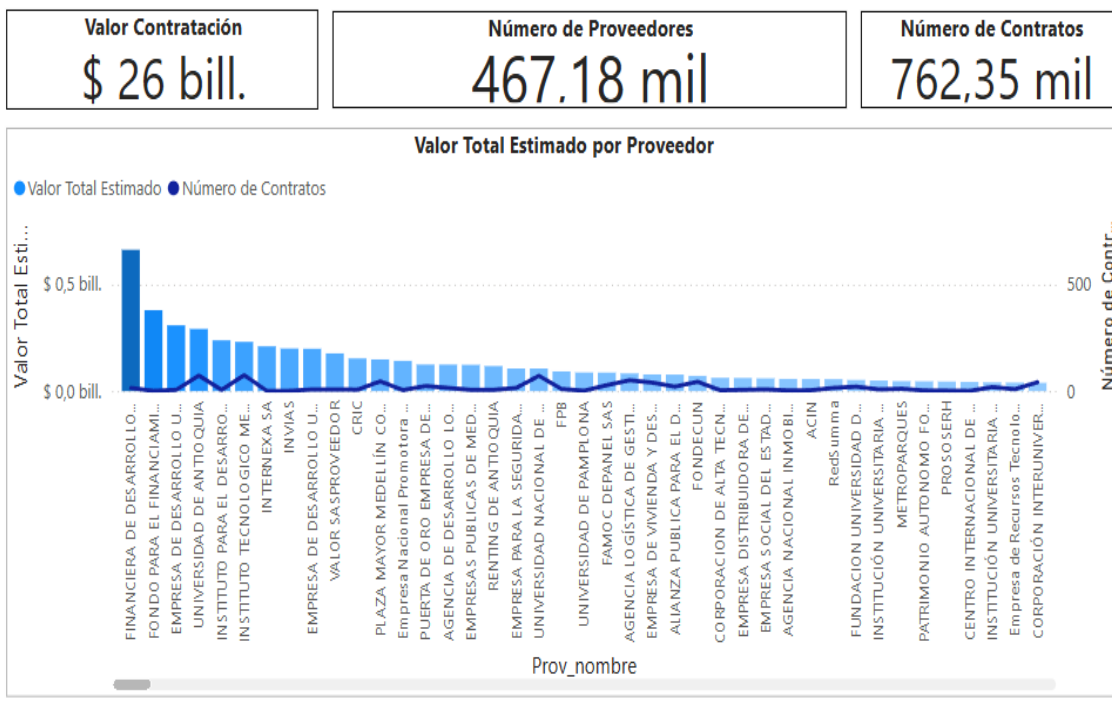 Valor Contratación
$ 26 bill.
Número de Proveedores
467,18 mil
Número de Contratos
762,35 mil
Valor Total Estimado por Proveedor
Valor Total Estimado
Número de Contratos
Valor Total Esti...
$ 0,5 bill.
$ 0,0 bill.
500
0
Número de Contr...
FINANCIERA DE DESARROLLO...
FONDO PARA EL FINANCIAMI...
EMPRESA DE DESARROLLO U...
UNIVERSIDAD DE ANTIOQUIA
INSTITUTO PARA EL DESARRO...
INSTITUTO TECNOLOGICO ME...
INTERNEXA SA
INVIAS
EMPRESA DE DESARROLLO U...
VALOR SASPROVEEDOR
CRIC
PLAZA MAYOR MEDELLÍN CO...
Empresa Nacional Promotora ...
PUERTA DE ORO EMPRESA DE...
AGENCIA DE DESARROLLO LO...
EMPRESAS PUBLICAS DE MED...
RENTING DE ANTIOQUIA
EMPRESA PARA LA SEGURIDA...
UNIVERSIDAD NACIONAL DE ...
FPB
UNIVERSIDAD DE PAMPLONA
FAMOC DEPANEL SAS
AGENCIA LOGÍSTICA DE GESTI...
EMPRESA DE VIVIENDA Y DES...
ALIANZA PUBLICA PARA EL D...
FONDECUN
CORPORACION DE ALTA TECN...
EMPRESA DISTRIBUIDORA DE...
EMPRESA SOCIAL DEL ESTAD...
AGENCIA NACIONAL INMOBI...
ACIN
RedSumma
FUNDACION UNIVERSIDAD D...
INSTITUCIÓN UNIVERSITARIA ...
METROPARQUES
PATRIMONIO AUTONOMO FO...
PROSOSERH
CENTRO INTERNACIONAL DE ...
INSTITUCIÓN UNIVERSITARIA ...
Empresa de Recursos Tecnolo...
CORPORACIÓN INTERUNIVER...
Prov_nombre